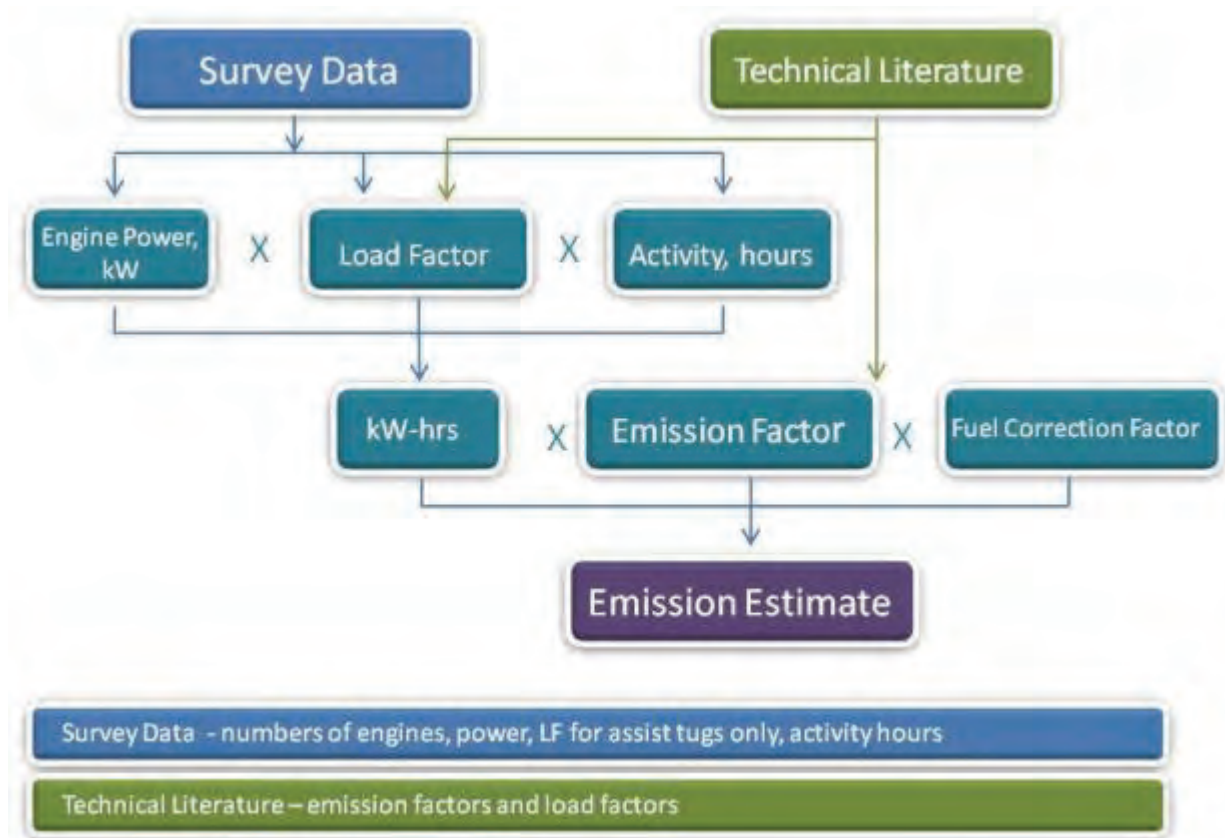 Survey Data
Technical Literature
Engine Power,
kW
X
Load Factor
X
Activity, hours
kW-hrs
X
Emission Factor
X
Fuel Correction Factor
Emission Estimate
Survey Data - numbers of engines, power, LF for assist tugs only, activity hours
Technical Literature – emission factors and load factors